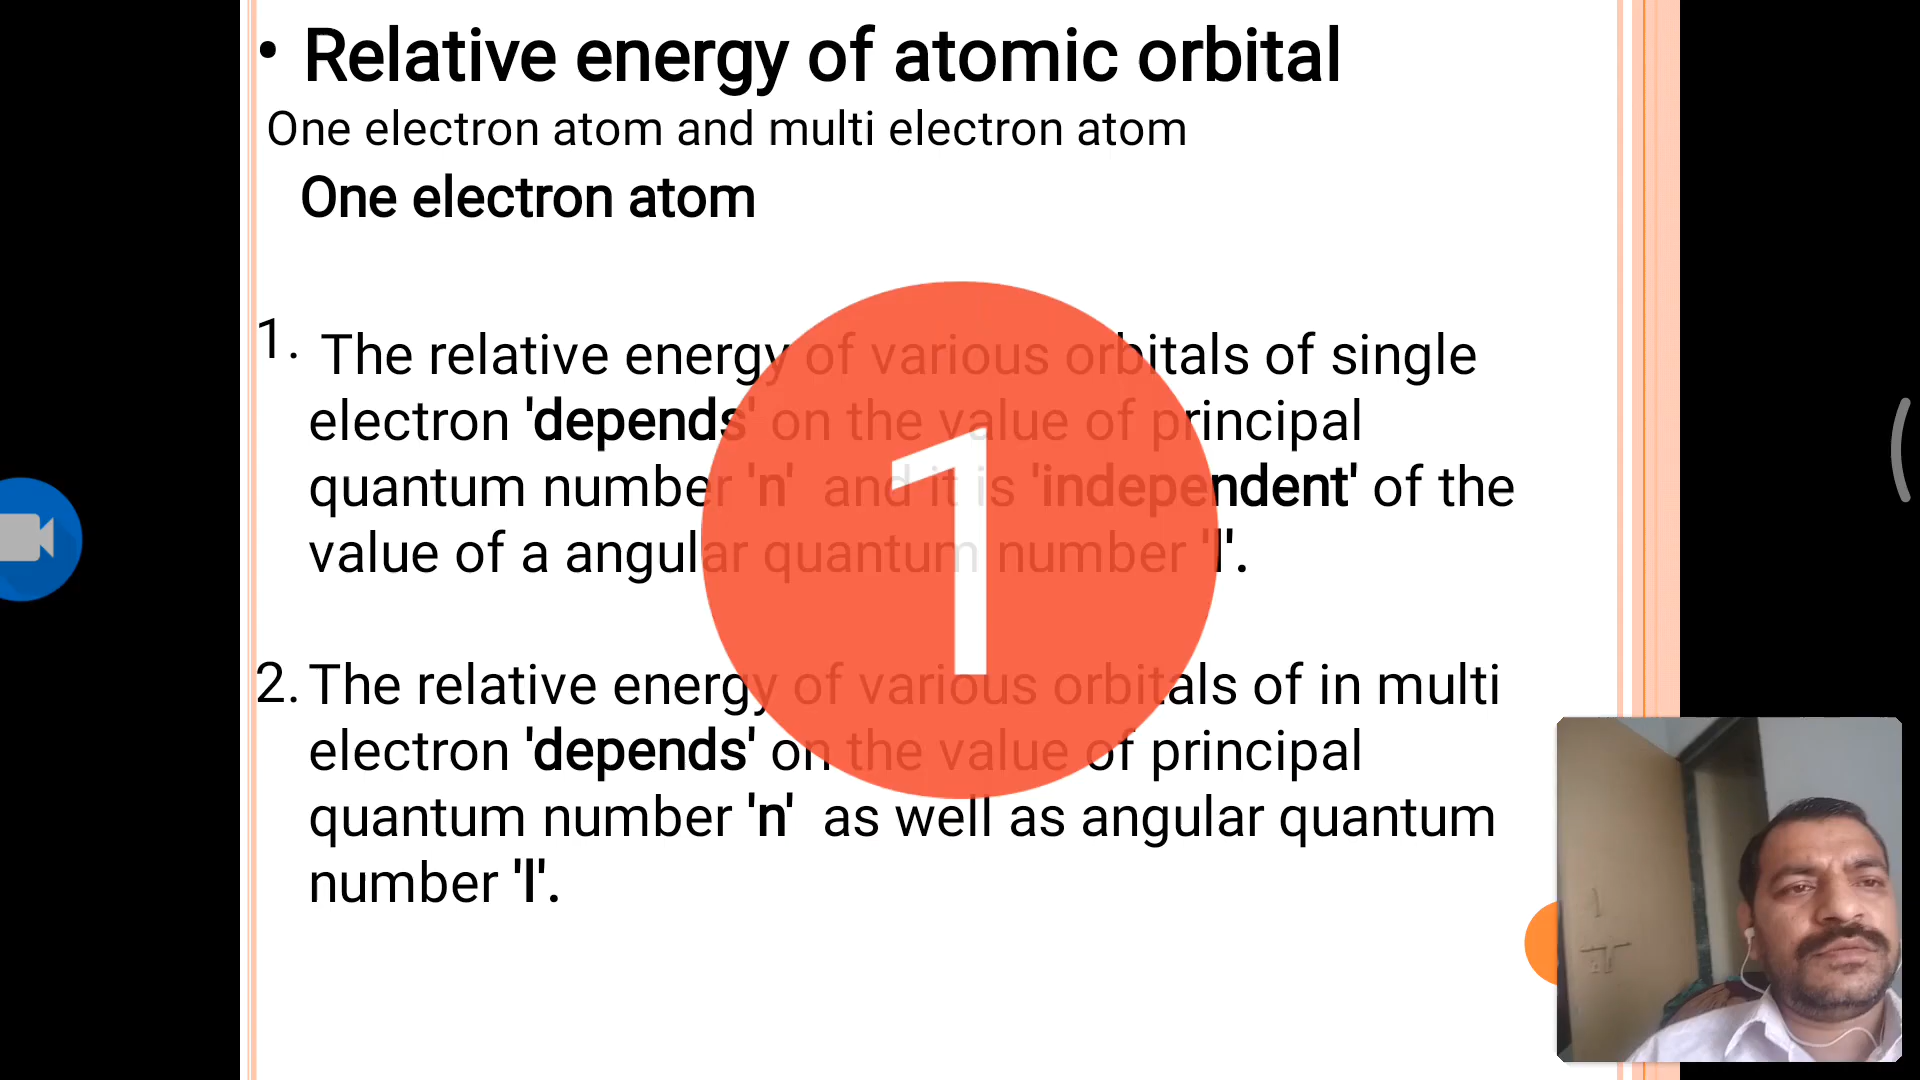 • Relative energy of atomic orbital
One electron atom and multi electron atom
One electron atom
1. The relative energy of various orbitals of single
electron 'depends' on the value of principal
quantum number 'n' and it is 'independent' of the
value of a angular quantum number 'l'.
1
2. The relative energy of various orbitals of in multi
electron 'depends' on the value of principal
quantum number 'n' as well as angular quantum
number 'l'.